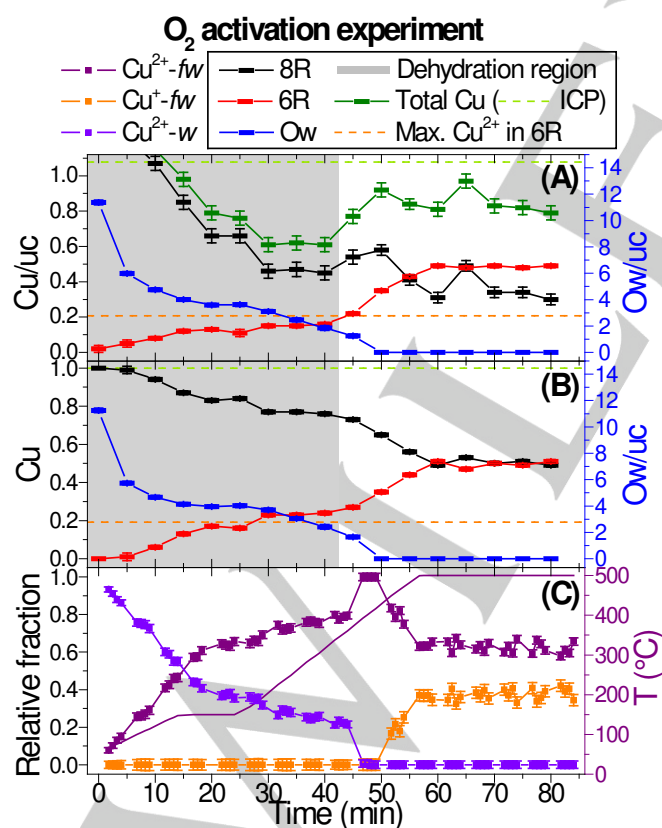 O2 activation experiment
Cu2+-fw 8R Dehydration region
Cu+-fw 6R Total Cu ( ICP)
Cu2+-w Ow Max. Cu2+ in 6R
(A)
Cu/uc
1.0
0.8
0.6
0.4
0.2
0.0
14
12
10
8
6
4
2
0
Ow/uc
(B)
Cu
1.0
0.8
0.6
0.4
0.2
0.0
14
12
10
8
6
4
2
0
Ow/uc
(C)
Relative fraction
1.0
0.8
0.6
0.4
0.2
0.0
500
400
300
200
100
0
T (°C)
0 10 20 30 40 50 60 70 80
Time (min)